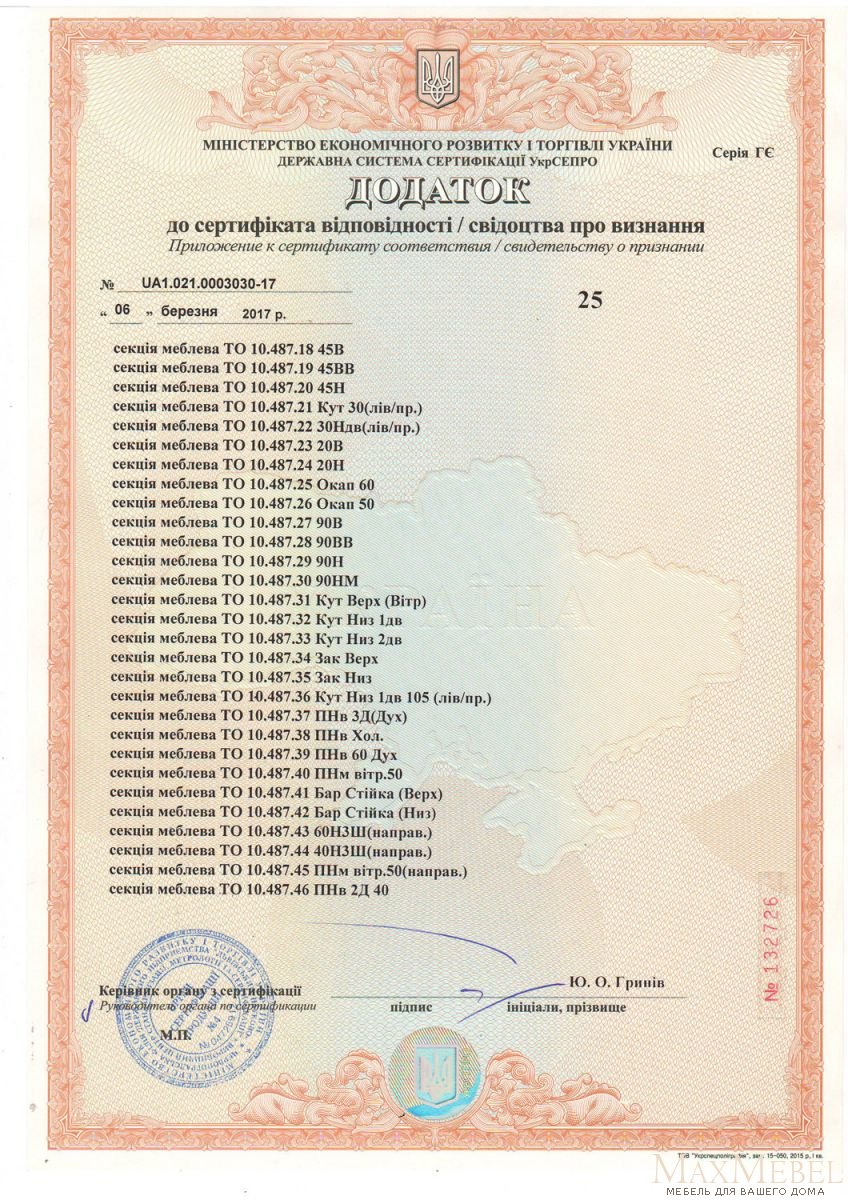 МІНІСТЕРСТВО ЕКОНОМІЧНОГО РОЗВИТКУ І ТОРГІВЛІ УКРАЇНИ
ДЕРЖАВНА СИСТЕМА СЕРТИФІКАЦІЇ УкрСЕПРО
Серія ГЄ
ДОДАТОК
до сертифіката відповідності / свідоцтва про визнання
Приложение к сертификату соответствия / свидетельству о признании
№ UA1.021.0003030-17
„ 06 ” березня 2017 р.
25
секція меблева ТО 10.487.18 45В
секція меблева ТО 10.487.19 45ВВ
секція меблева ТО 10.487.20 45Н
секція меблева ТО 10.487.21 Кут 30(лів/пр.)
секція меблева ТО 10.487.22 30Ндв(лів/пр.)
секція меблева ТО 10.487.23 20В
секція меблева ТО 10.487.24 20Н
секція меблева ТО 10.487.25 Окап 60
секція меблева ТО 10.487.26 Окап 50
секція меблева ТО 10.487.27 90В
секція меблева ТО 10.487.28 90ВВ
секція меблева ТО 10.487.29 90Н
секція меблева ТО 10.487.30 90НМ
секція меблева ТО 10.487.31 Кут Верх (Вітр)
секція меблева ТО 10.487.32 Кут Низ 1дв
секція меблева ТО 10.487.33 Кут Низ 2дв
секція меблева ТО 10.487.34 Зак Верх
секція меблева ТО 10.487.35 Зак Низ
секція меблева ТО 10.487.36 Кут Низ 1дв 105 (лів/пр.)
секція меблева ТО 10.487.37 ПНв 3Д(Дух)
секція меблева ТО 10.487.38 ПНв Хол.
секція меблева ТО 10.487.39 ПНв 60 Дух
секція меблева ТО 10.487.40 ПНм вітр.50
секція меблева ТО 10.487.41 Бар Стійка (Верх)
секція меблева ТО 10.487.42 Бар Стійка (Низ)
секція меблева ТО 10.487.43 60НЗШ(направ.)
секція меблева ТО 10.487.44 40НЗШ(направ.)
секція меблева ТО 10.487.45 ПНм вітр.50(направ.)
секція меблева ТО 10.487.46 ПНв 2Д 40
№ 132726
Керівник органу з сертифікації
Руководитель органа по сертификации
М.П.
підпис
Ю. О. Гринів
ініціали, прізвище
ТОВ "Укрспецполіграфія", зам. 15-050, 2015 р., І кв.
MAXMEBEL
МЕБЕЛЬ ДЛЯ ВАШЕГО ДОМА